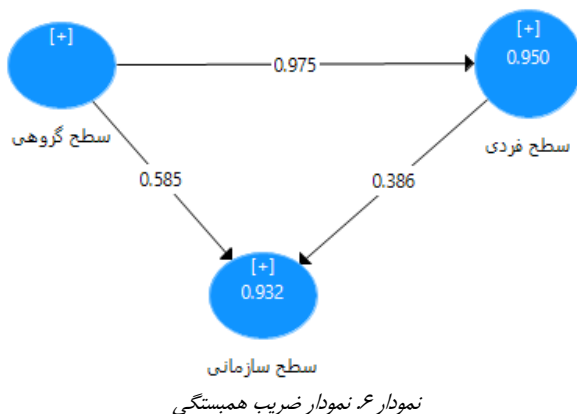 [+]
[+]
0.950
0.975
سطح گروهی
سطح فردی
0.585
0.386
[+]
0.932
سطح سازمانی
نمودار ۶. نمودار ضریب همبستگی